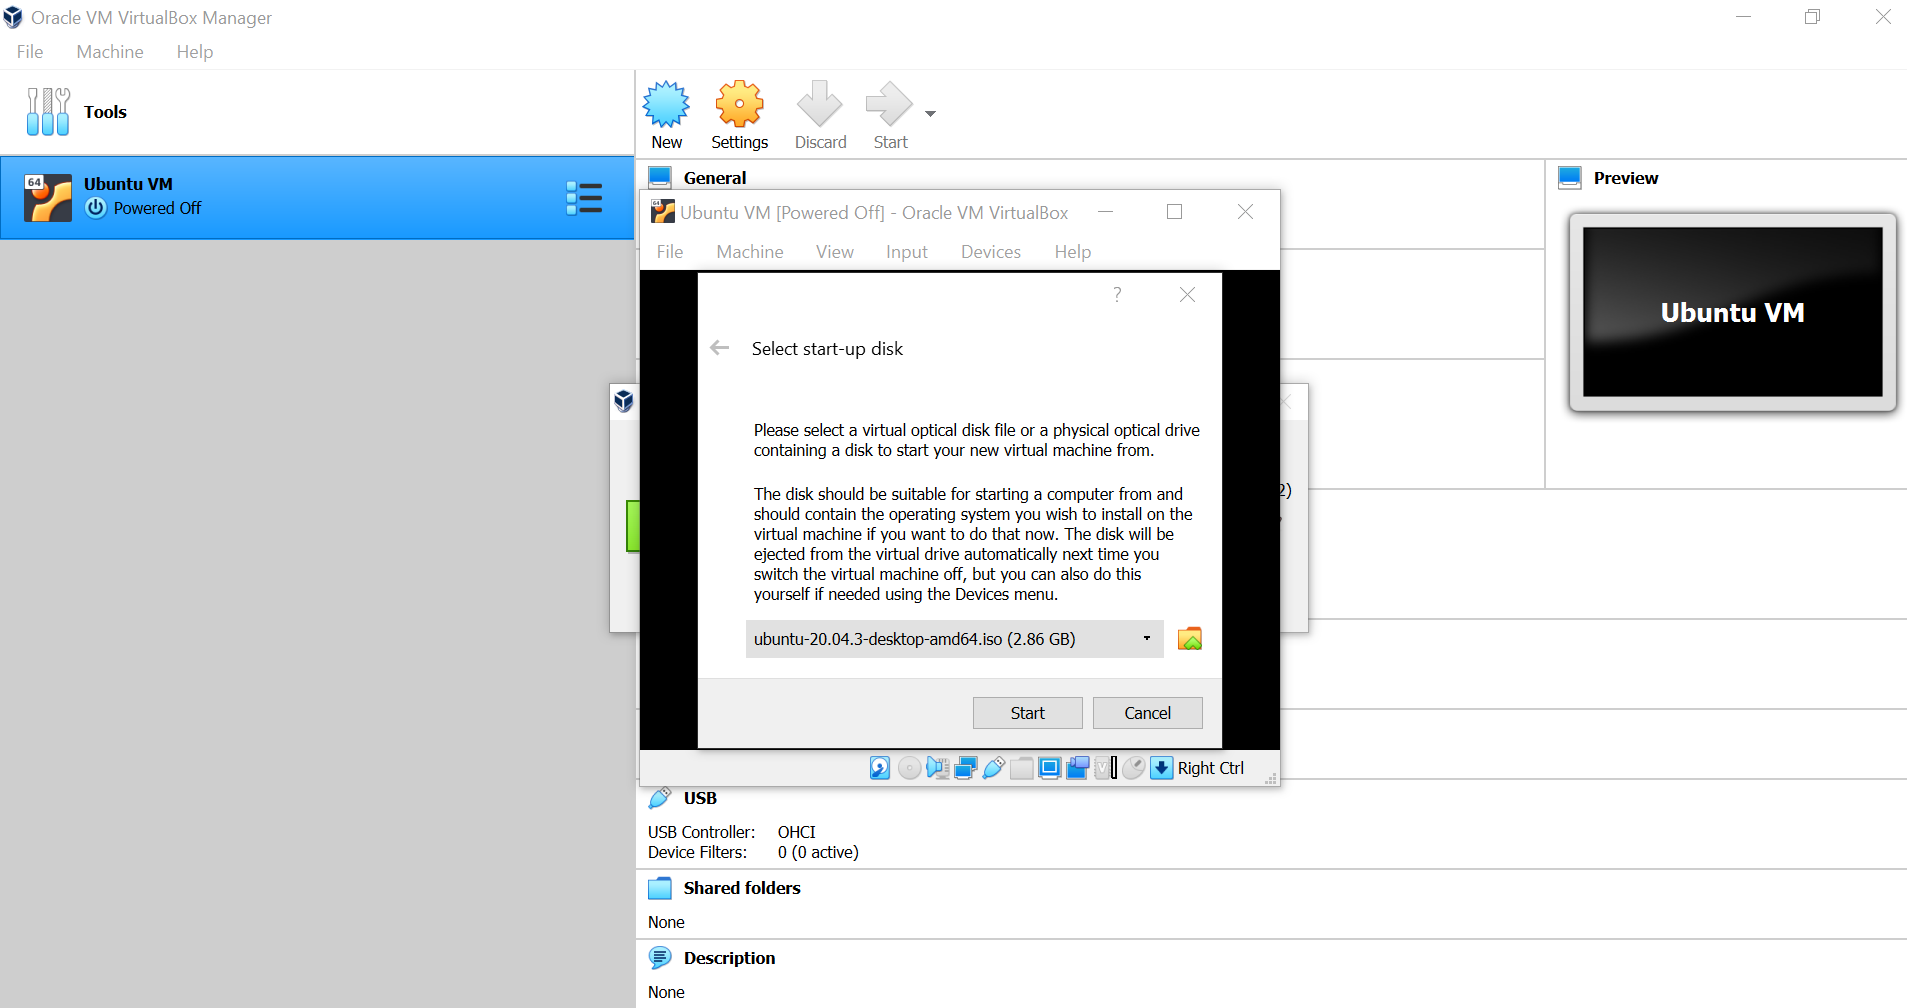 Oracle VM VirtualBox Manager
File Machine Help
Tools
New Settings Discard Start
64
Ubuntu VM
Powered Off
General
Preview
Ubuntu VM
64
Ubuntu VM [Powered Off] - Oracle VM VirtualBox
File Machine View Input Devices Help
?
Select start-up disk
Please select a virtual optical disk file or a physical optical drive
containing a disk to start your new virtual machine from.
The disk should be suitable for starting a computer from and
should contain the operating system you wish to install on the
virtual machine if you want to do that now. The disk will be
ejected from the virtual drive automatically next time you
switch the virtual machine off, but you can also do this
yourself if needed using the Devices menu.
2)
ubuntu-20.04.3-desktop-amd64.iso (2.86 GB)
Start Cancel
Right Ctrl
USB
USB Controller: OHCI
Device Filters: 0 (0 active)
Shared folders
None
Description
None